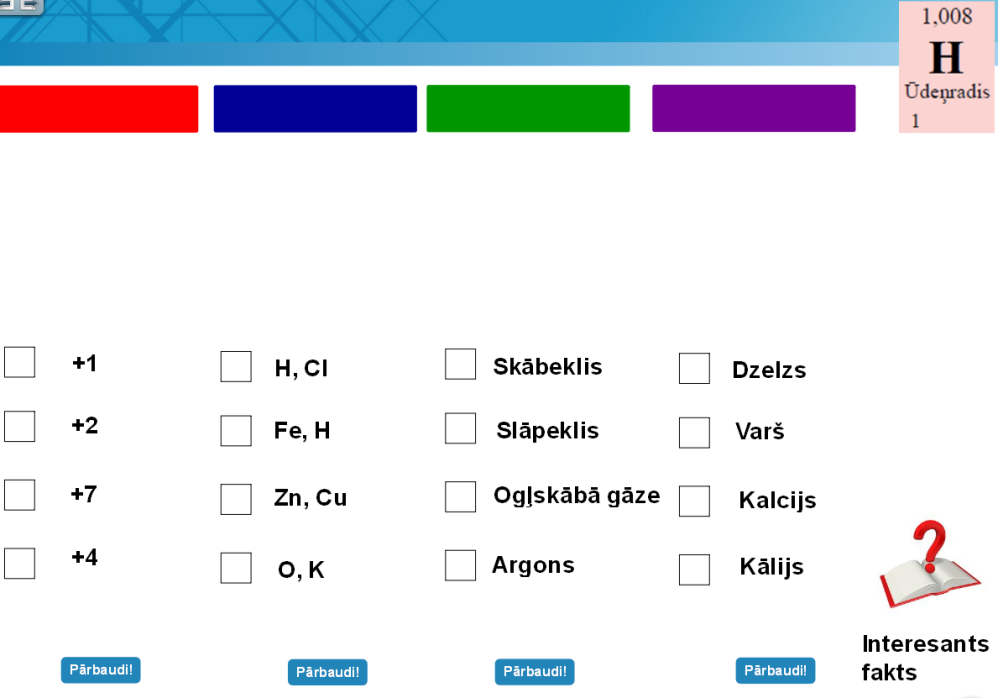 1,008
H
Ūdeņradis
1
+1
H, Cl
Skābeklis
Dzelzs
+2
Fe, H
Slāpeklis
Varš
+7
Zn, Cu
Ogļskābā gāze
Kalcijs
+4
O, K
Argons
Kālijs
Pārbaudi!
Pārbaudi!
Pārbaudi!
Pārbaudi!
Interesants
fakts